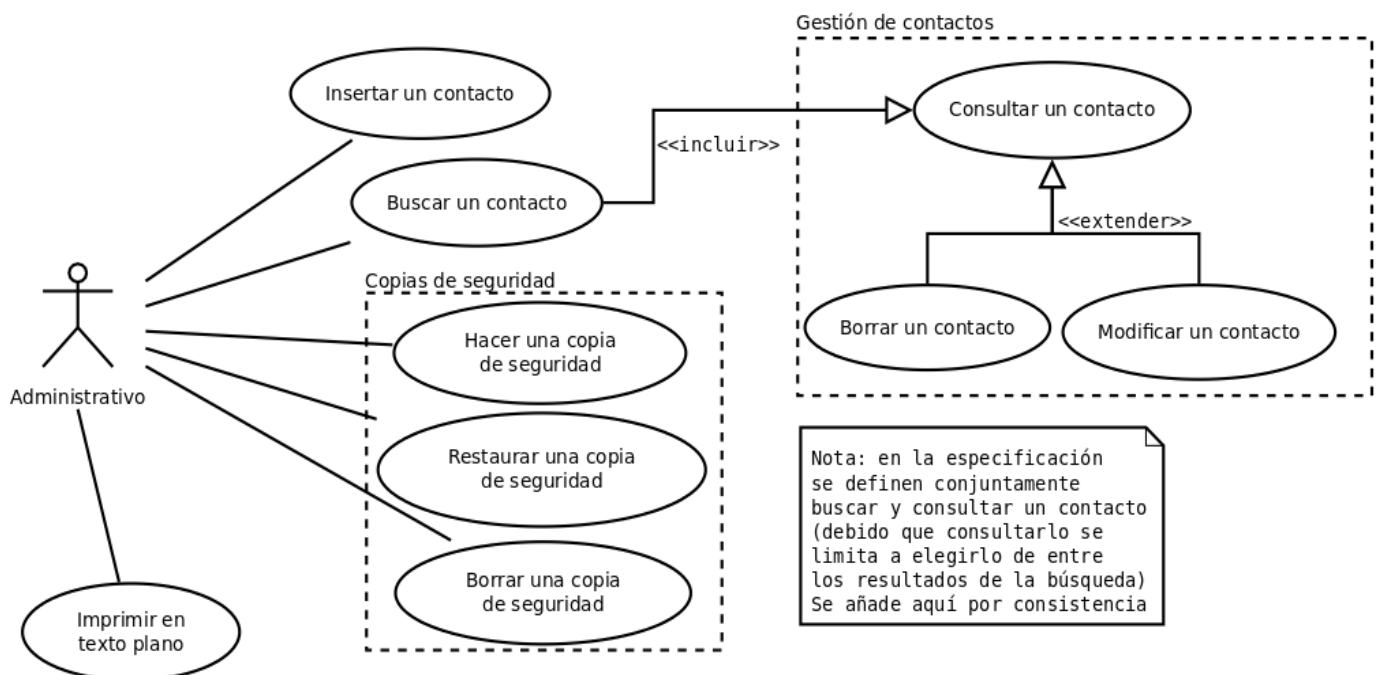 Gestión de contactos
Insertar un contacto
Consultar un contacto
<<incluir>>
Buscar un contacto
<<extender>>
Copias de seguridad
Borrar un contacto
Modificar un contacto
Hacer una copia
de seguridad
Administrativo
Restaurar una copia
de seguridad
Nota: en la especificación
se definen conjuntamente
buscar y consultar un contacto
(debido que consultarlo se
limita a elegirlo de entre
los resultados de la búsqueda)
Se añade aquí por consistencia
Borrar una copia
de seguridad
Imprimir en
texto plano